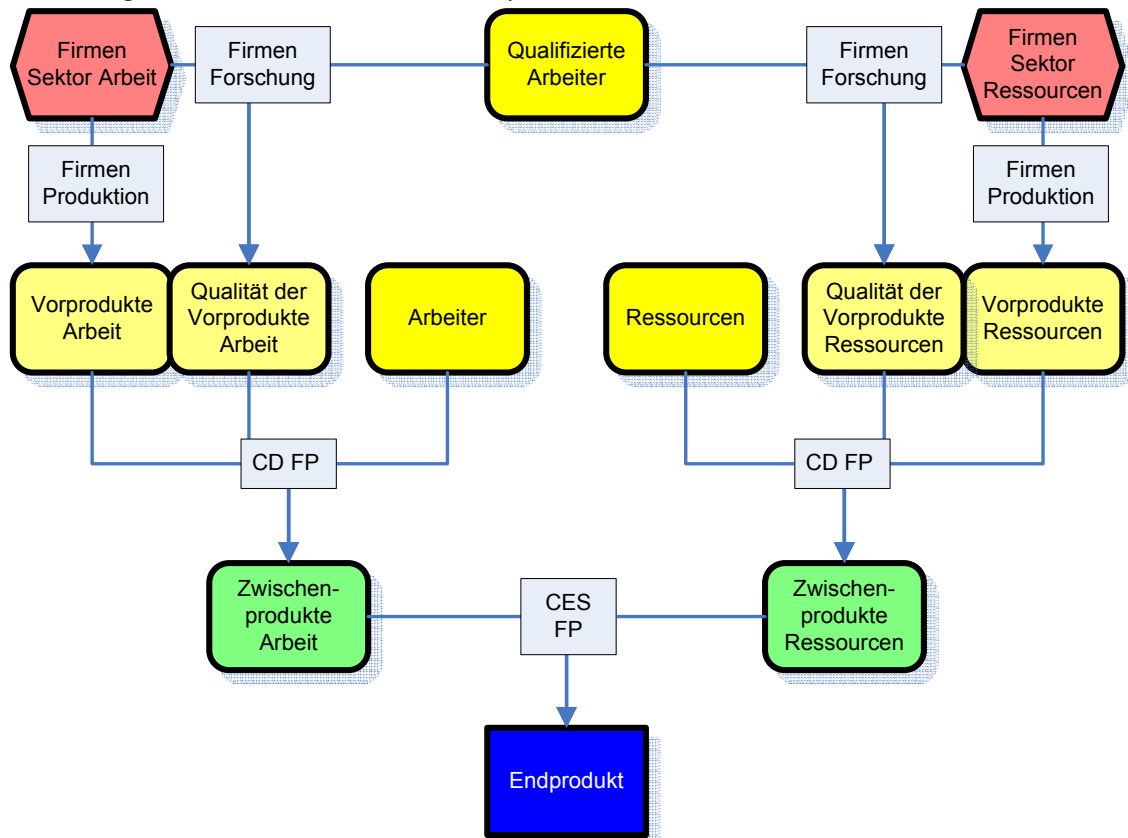 Firmen
Sektor Arbeit
Firmen
Forschung
Qualifizierte
Arbeiter
Firmen
Forschung
Firmen
Sektor
Ressourcen
Firmen
Produktion
Firmen
Produktion
Vorprodukte
Arbeit
Qualität der
Vorprodukte
Arbeit
Arbeiter
Ressourcen
Qualität der
Vorprodukte
Ressourcen
Vorprodukte
Ressourcen
CD FP
CD FP
Zwischen-
produkte
Arbeit
CES
FP
Zwischen-
produkte
Ressourcen
Endprodukt